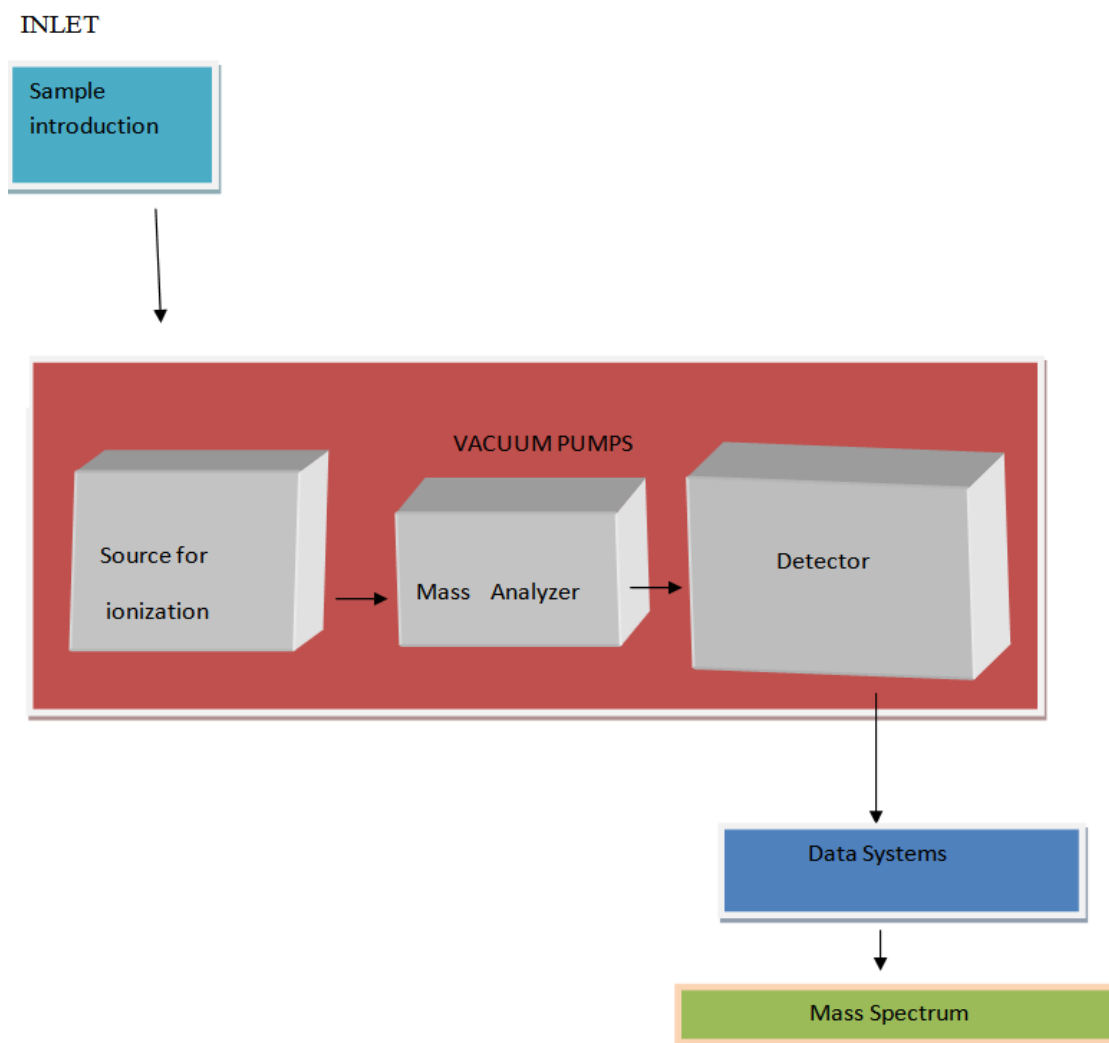 INLET
Sample
introduction
VACUUM PUMPS
Source for
ionization
Mass Analyzer
Detector
Data Systems
Mass Spectrum